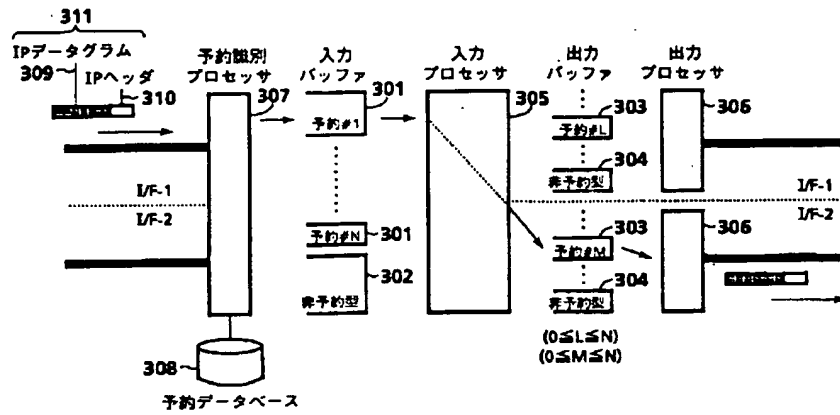 311
IPデータグラム
309
IPヘッダ
310
予約識別
プロセッサ
307
入力
バッファ
301
予約#1
入力
プロセッサ
305
出力
バッファ
303
予約#L
304
非予約型
出力
プロセッサ
306
I/F-1
I/F-2
予約#N
301
302
非予約型
303
予約#M
304
非予約型
306
I/F-1
I/F-2
(0≦L≦N)
(0≦M≦N)
308
予約データベース